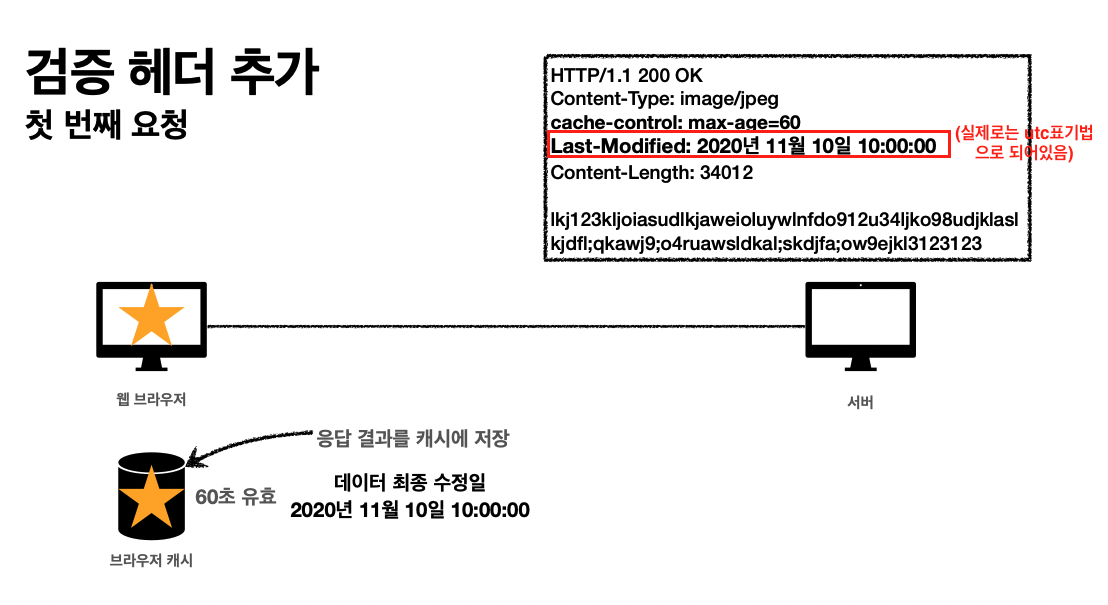 검증 헤더 추가
첫 번째 요청
HTTP/1.1 200 OK
Content-Type: image/jpeg
cache-control: max-age=60
Last-Modified: 2020년 11월 10일 10:00:00
(실제로는 utc표기법
으로 되어있음)
Content-Length: 34012
lkj123kljoiasudlkjaweioluywlnfdo912u34ljko98udjklasl
kjdfl;qkawj9;o4ruawsldkal;skdjfa;ow9ejkl3123123
웹 브라우저
서버
응답 결과를 캐시에 저장
60초 유효
데이터 최종 수정일
2020년 11월 10일 10:00:00
브라우저 캐시